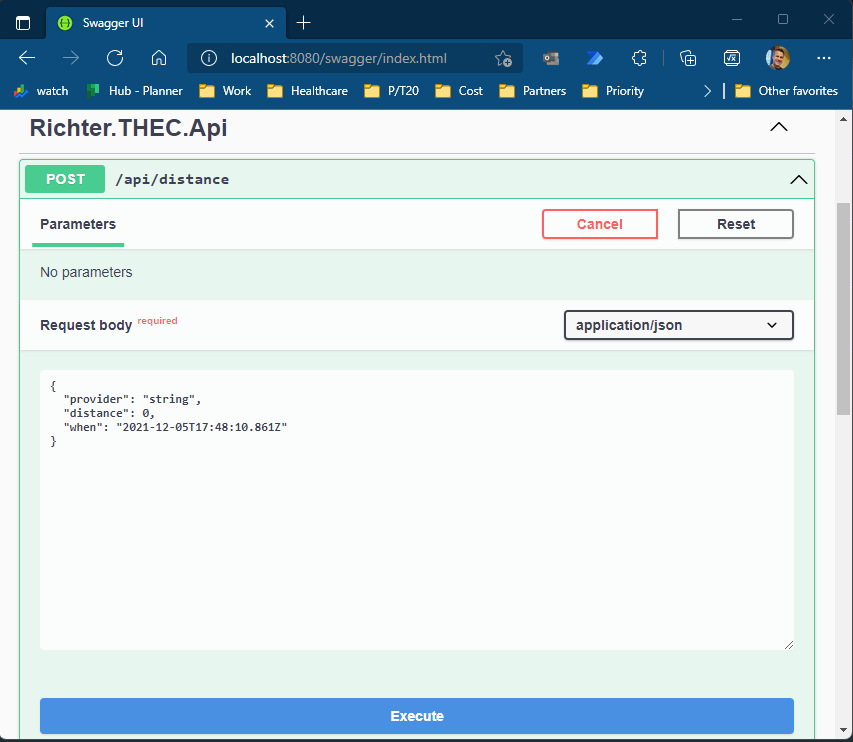 Swagger UI
localhost:8080/swagger/index.html
watch Hub - Planner Work Healthcare P/T20 Cost Partners Priority Other favorites
Richter.THEC.Api
POST /api/distance
Parameters Cancel Reset
No parameters
Request body required application/json
{
"provider": "string",
"distance": 0,
"when": "2021-12-05T17:48:10.861Z"
}
Execute